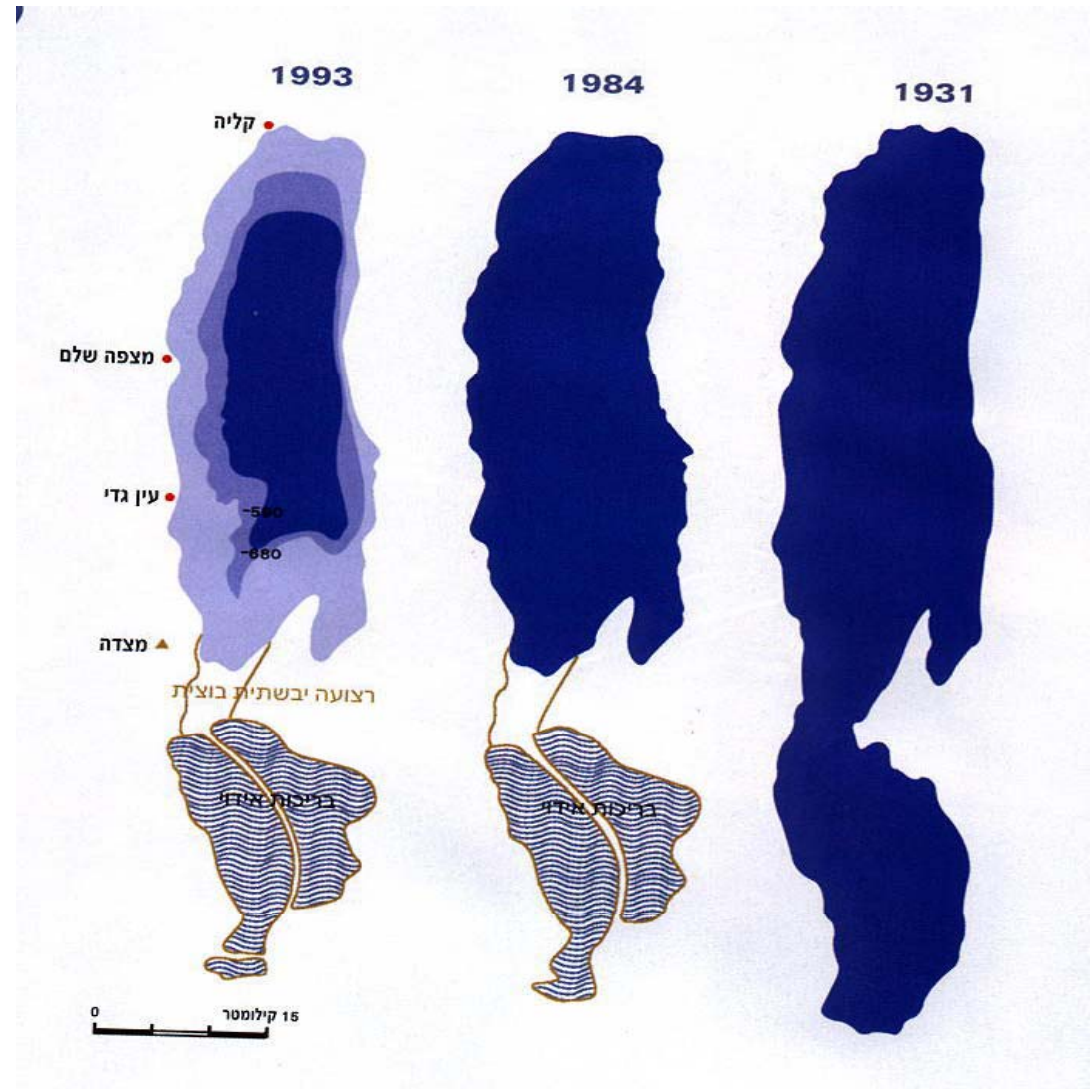 1931
1984
1993
קליה
מצפה שלם
עין גדי
-590
-680
מצדה
רצועה יבשתית בוצית
בריכות אידוי
בריכות אידוי
0
15 קילומטר